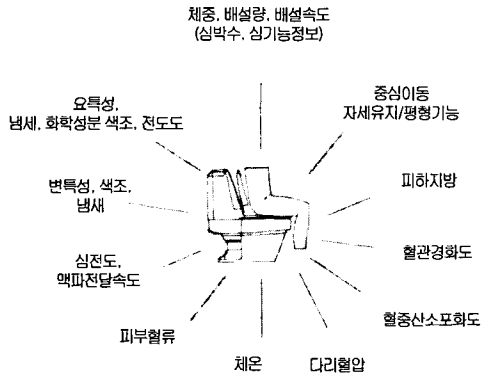 체중, 배설량, 배설속도
(심박수, 심기능정보)
중심이동
자세유지/평형기능
요특성,
냄세, 화학성분 색조, 전도도
피하지방
변특성, 색조,
냄새
혈관경화도
심전도,
맥파전달속도
혈중산소포화도
피부혈류
체온
다리혈압